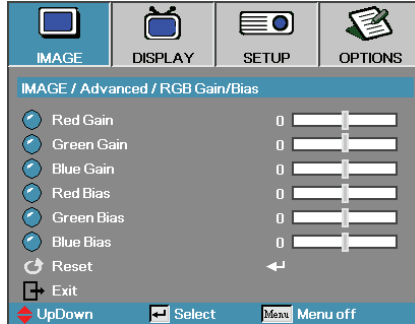 IMAGE DISPLAY SETUP OPTIONS
IMAGE / Advanced / RGB Gain/Bias
Red Gain 0
Green Gain 0
Blue Gain 0
Red Bias 0
Green Bias 0
Blue Bias 0
Reset
Exit
UpDown Select Menu Menu off